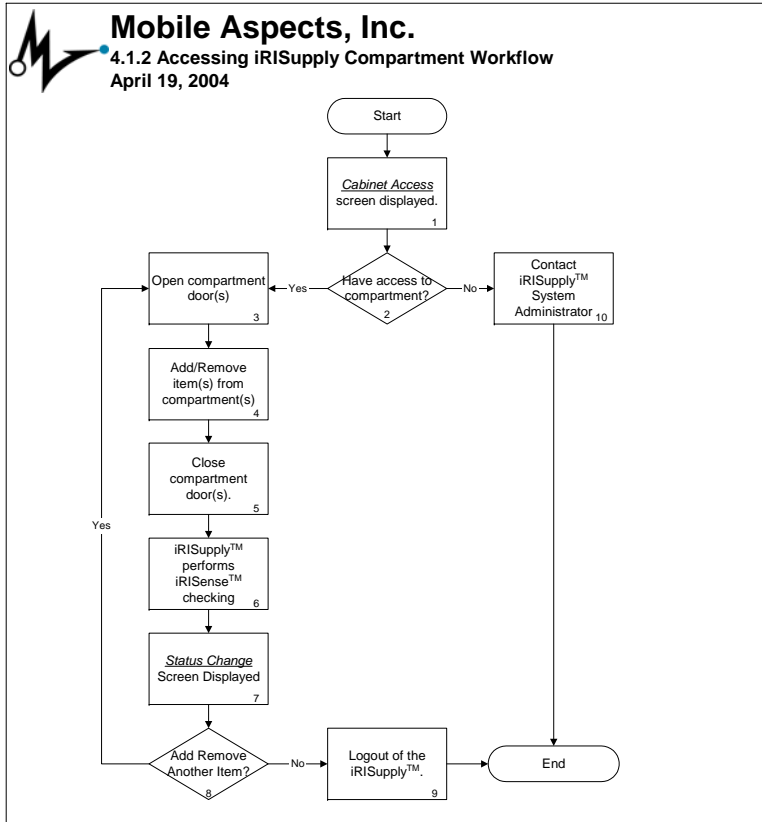 Mobile Aspects, Inc.
4.1.2 Accessing iRISupply Compartment Workflow
April 19, 2004
Start
Cabinet Access
screen displayed.
1
Have access to
compartment?
2
Yes
No
Open compartment
door(s)
3
Contact
iRISupply™
System
Administrator
10
Add/Remove
item(s) from
compartment(s)
4
Close
compartment
door(s).
5
Yes
iRISupply™
performs
iRISense™
checking
6
Status Change
Screen Displayed
7
Add Remove
Another Item?
8
No
Logout of the
iRISupply™.
9
End